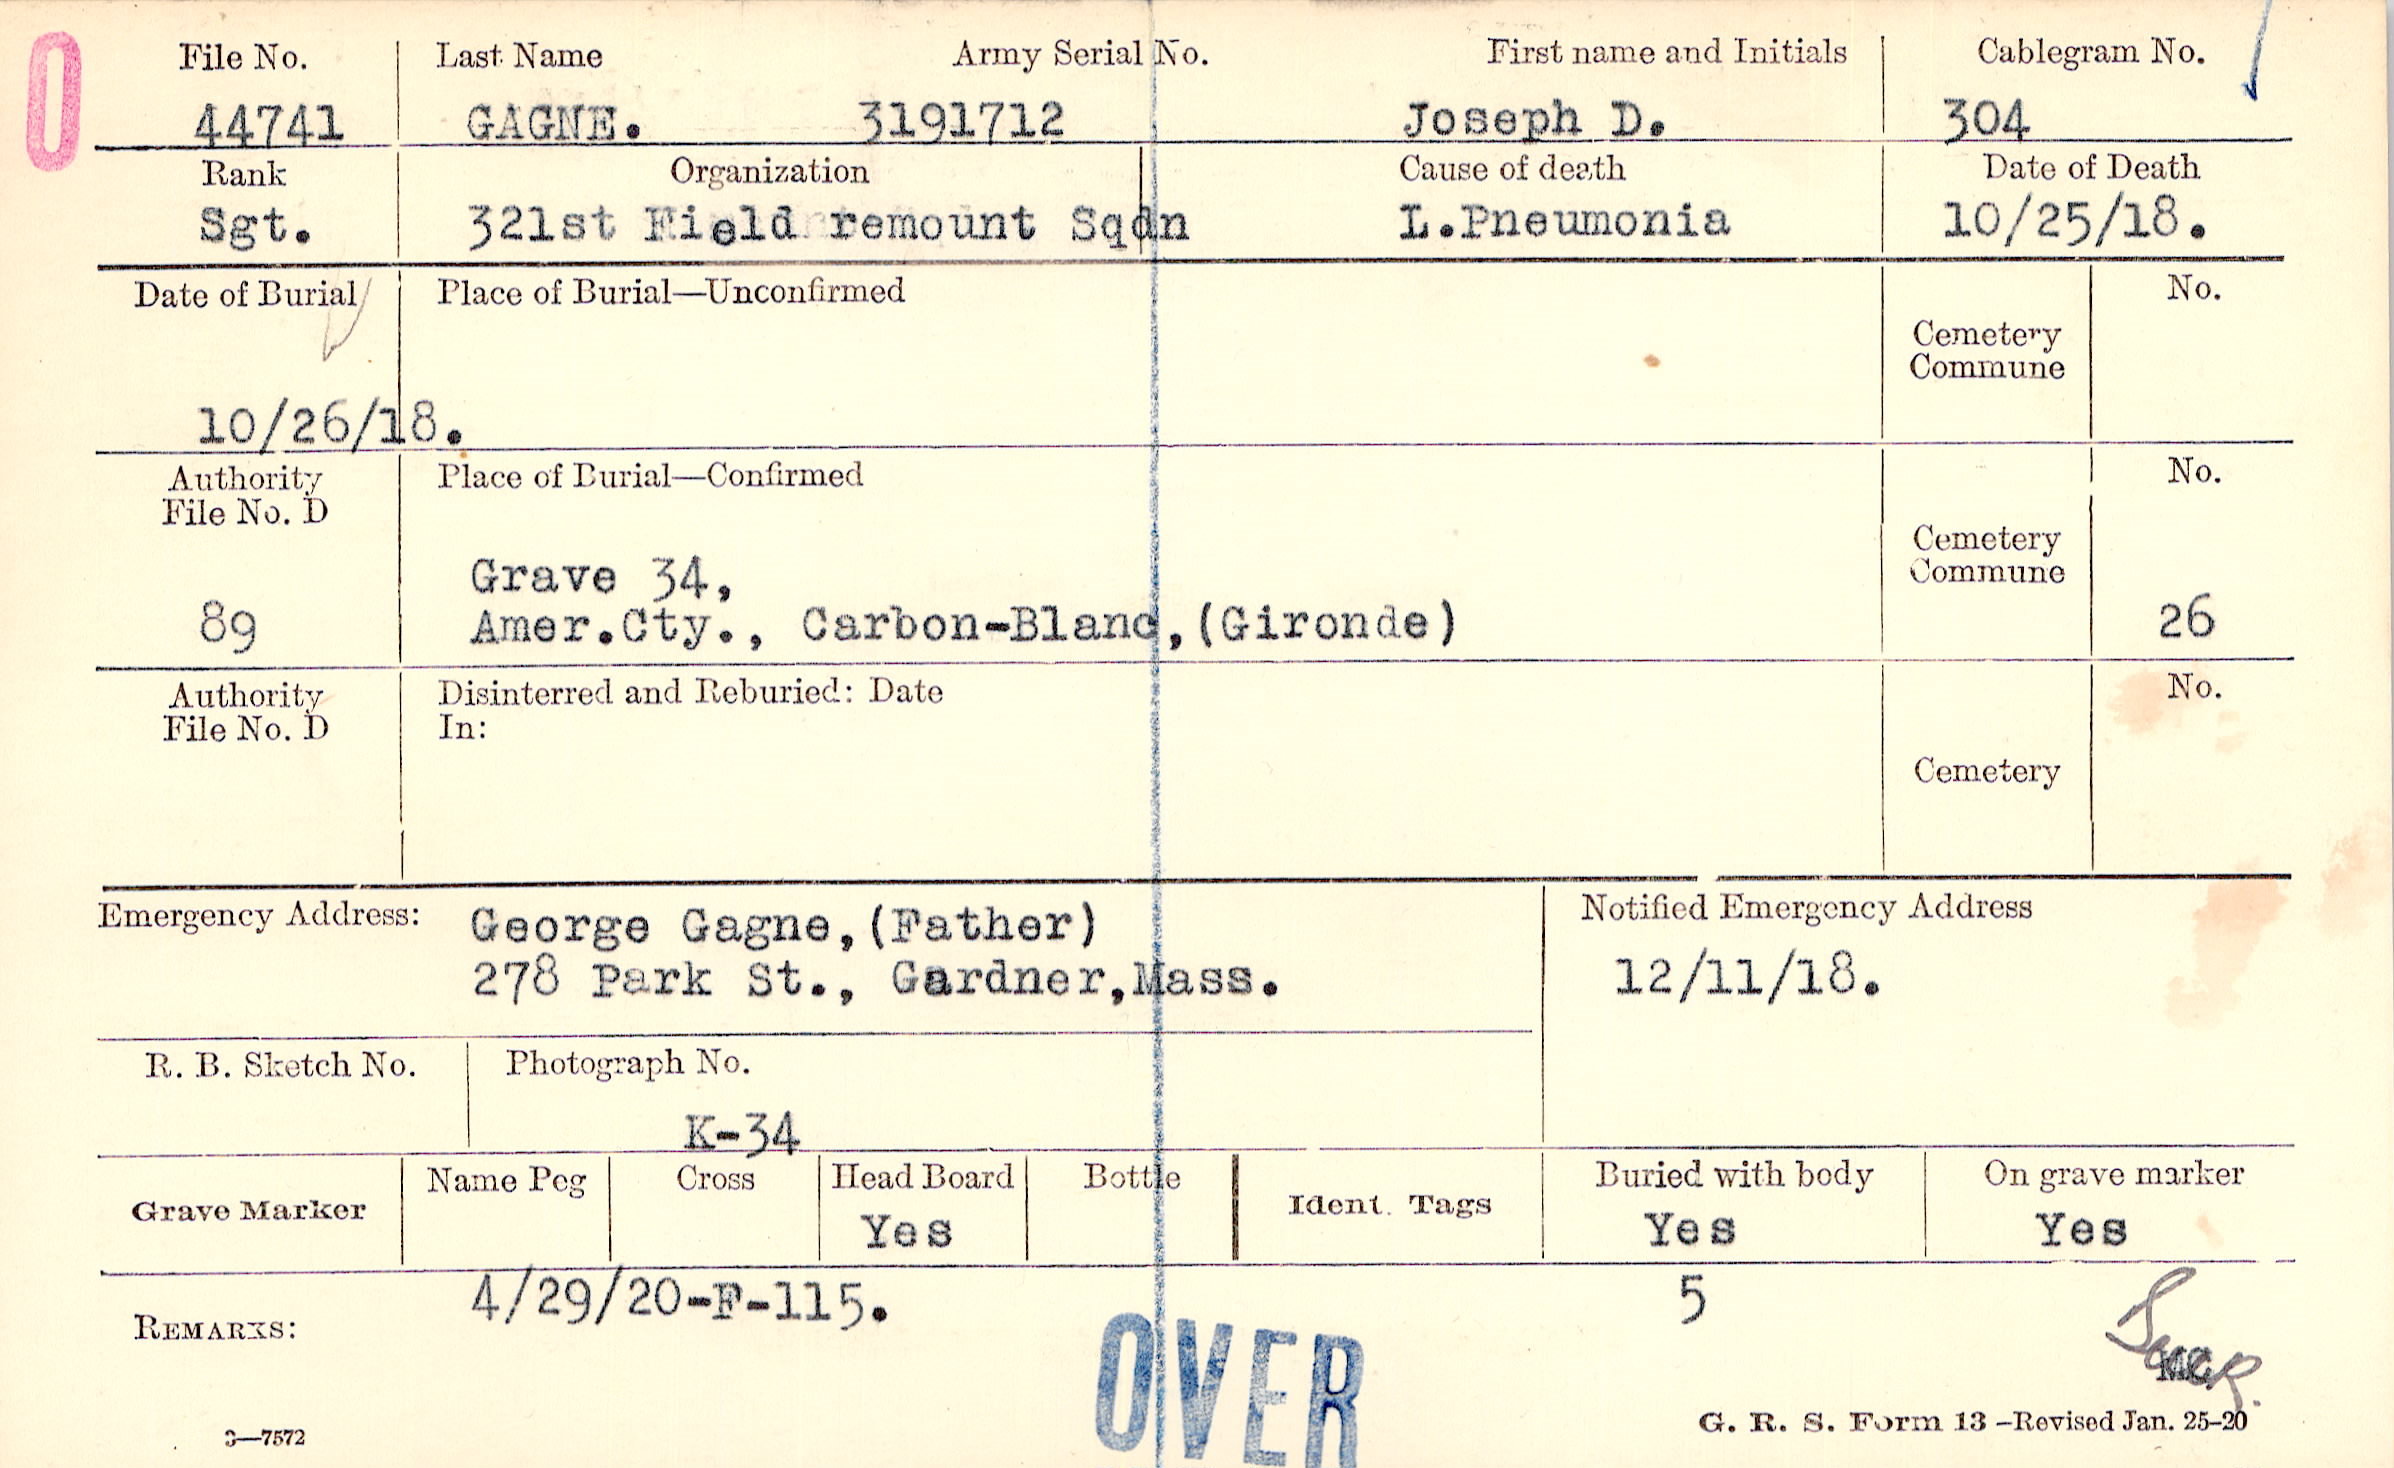 O
File No. Last Name Army Serial No. First name and Initials Cablegram No.
44741 GAGNE. 3191712 Joseph D. 304
Rank Organization Cause of death Date of Death
Sgt. 321st Field remount Sqdn L.Pneumonia 10/25/18.
Date of Burial Place of Burial—Unconfirmed No.
Cemetery
Commune
10/26/18.
Authority Place of Burial—Confirmed No.
File No. D
Cemetery
Commune
Grave 34,
89 Amer.Cty., Carbon-Blanc,(Gironde) 26
Authority Disinterred and Reburied: Date No.
File No. D In:
Cemetery
Emergency Address: George Gagne,(Father) Notified Emergency Address
278 Park St., Gardner,Mass. 12/11/18.
R. B. Sketch No. Photograph No.
K-34
Grave Marker Name Peg Cross Head Board Bottle Ident. Tags Buried with body On grave marker
Yes Yes Yes
4/29/20-F-115. 5
REMARKS:
OVER
3—7572 G. R. S. Form 13 –Revised Jan. 25–20